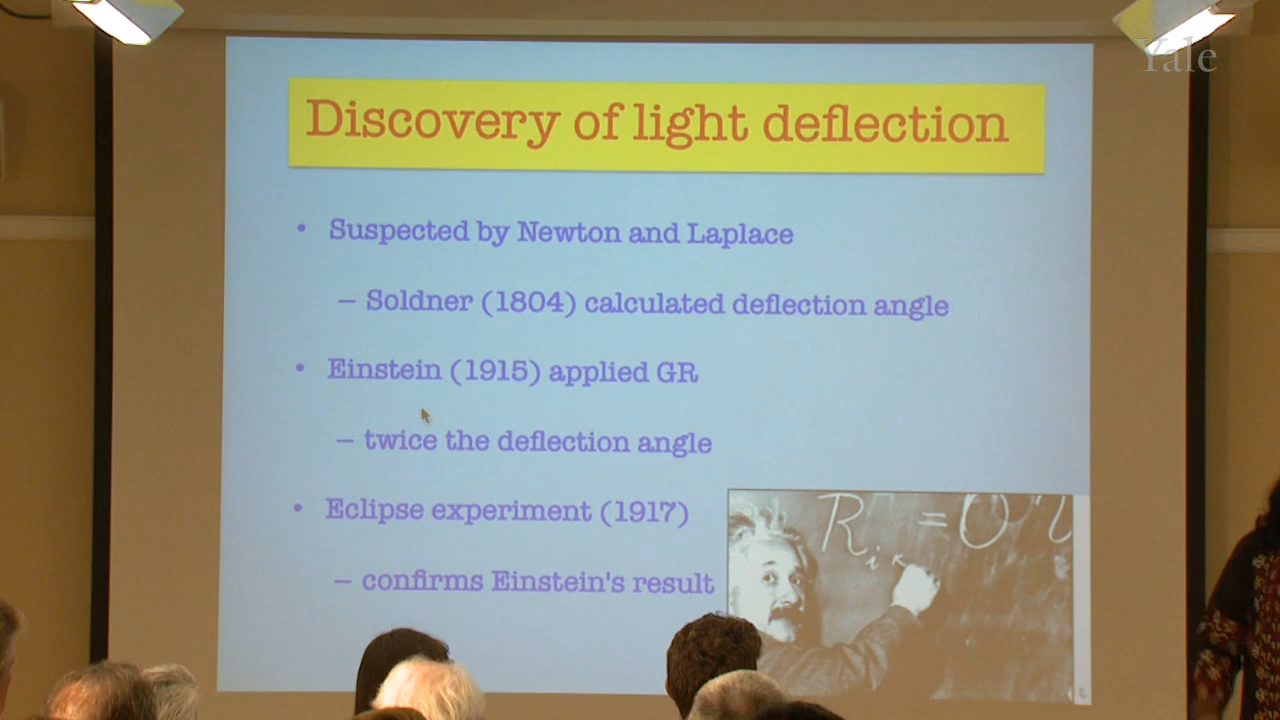 Yale
Discovery of light deflection
• Suspected by Newton and Laplace
– Soldner (1804) calculated deflection angle
• Einstein (1915) applied GR
– twice the deflection angle
• Eclipse experiment (1917)
– confirms Einstein's result
R i κ = 0